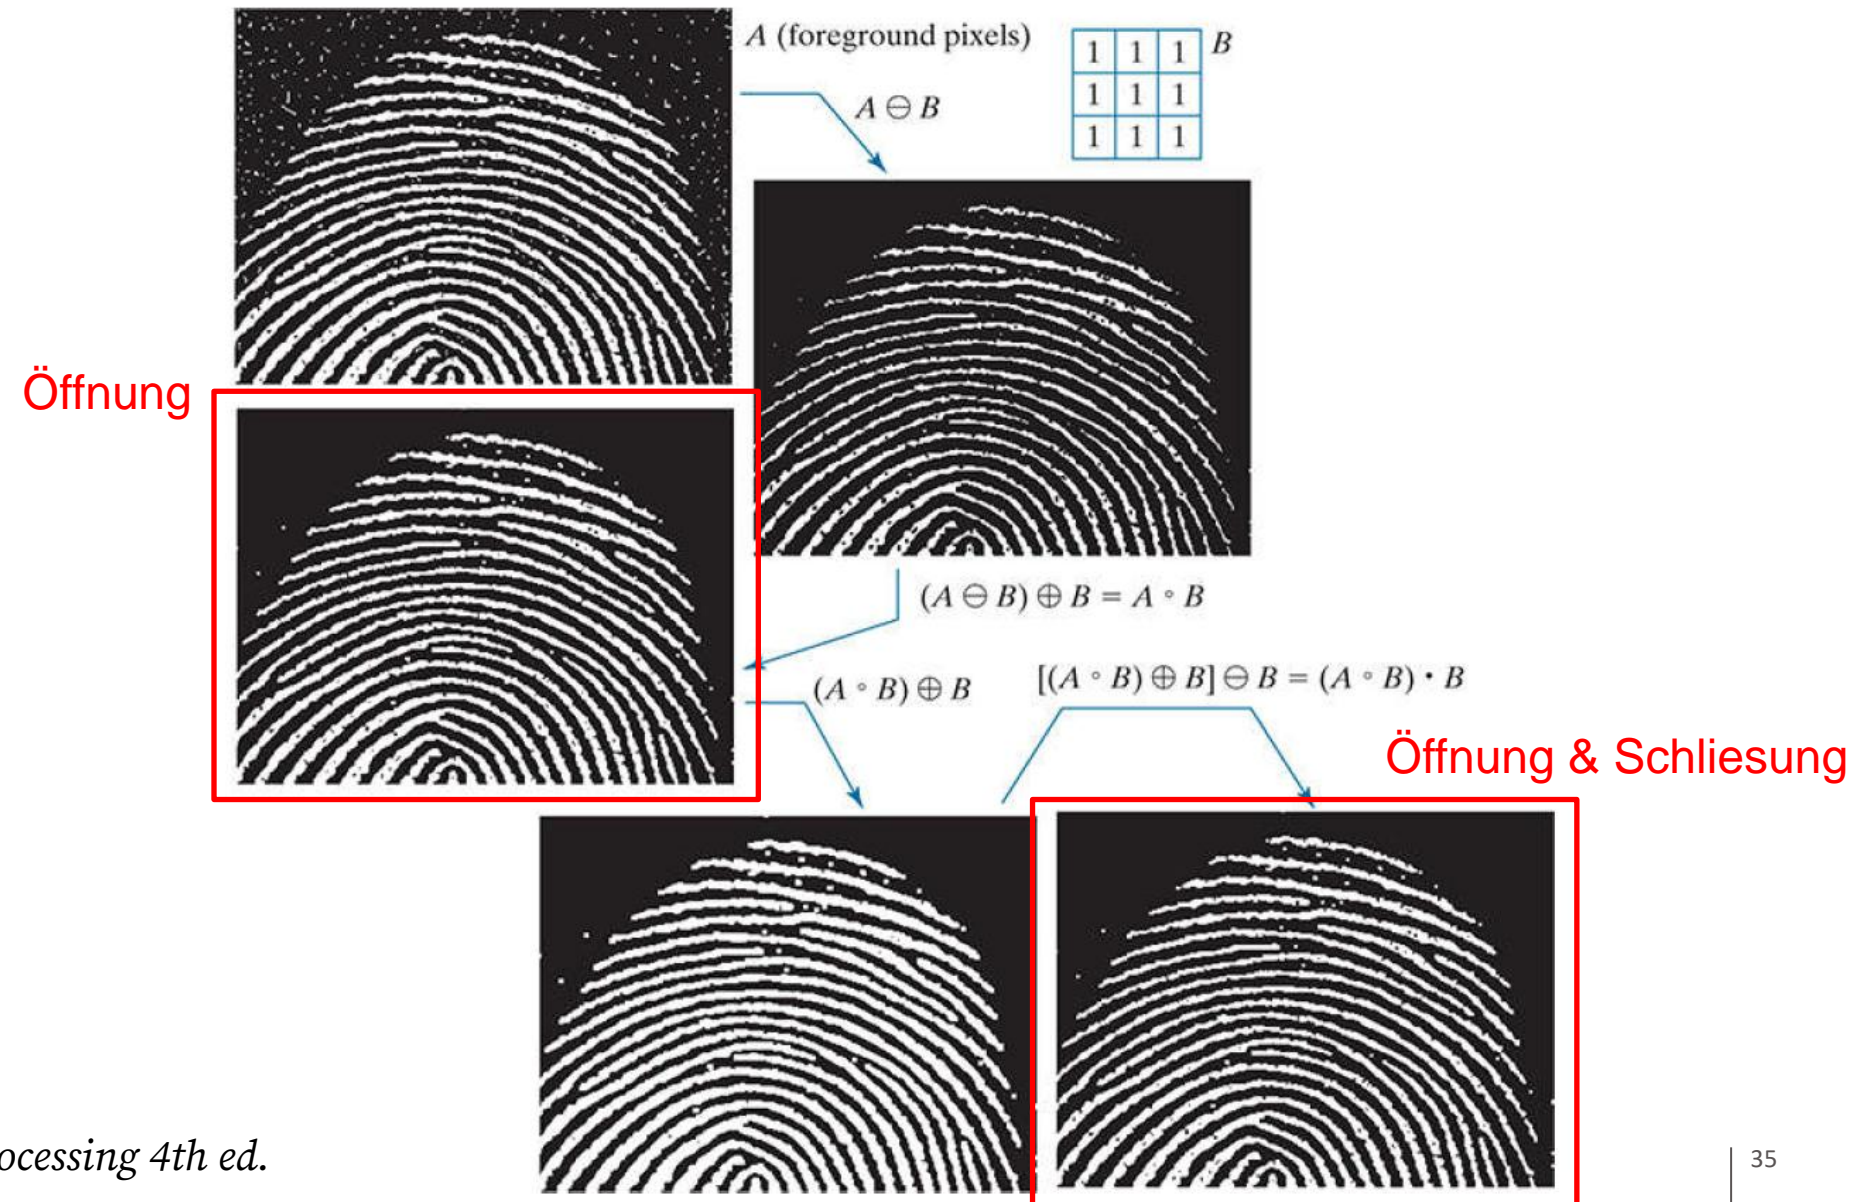 A (foreground pixels)
1 1 1 B
1 1 1
1 1 1
A ⊖ B
Öffnung
(A ⊖ B) ⊕ B = A ∘ B
(A ∘ B) ⊕ B
[(A ∘ B) ⊕ B] ⊖ B = (A ∘ B) • B
Öffnung & Schliesung
ocessing 4th ed.
35